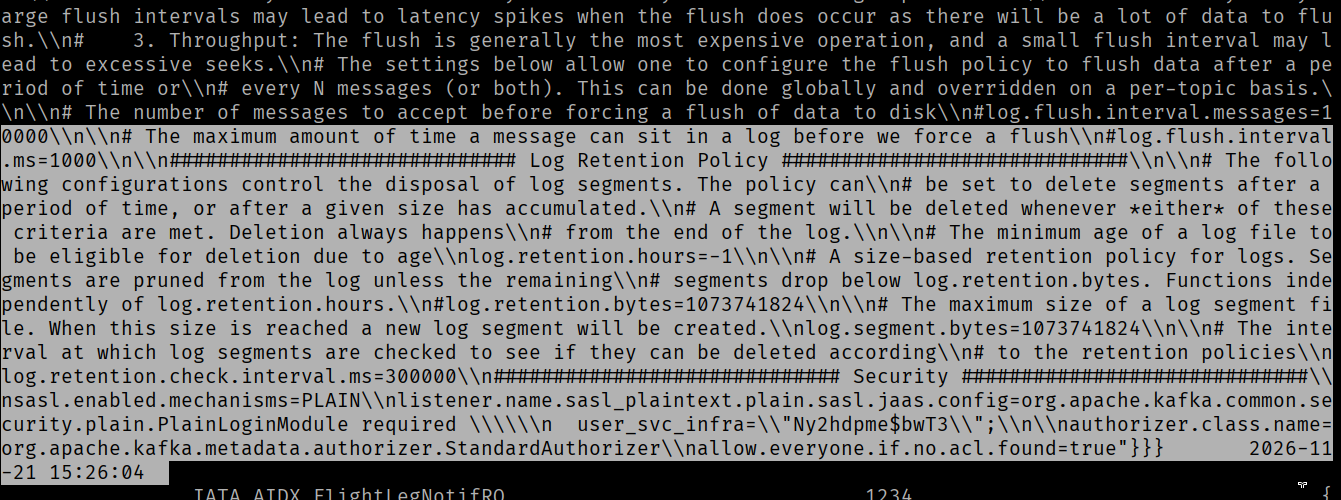 arge flush intervals may lead to latency spikes when the flush does occur as there will be a lot of data to flu
sh.\\n#    3. Throughput: The flush is generally the most expensive operation, and a small flush interval may l
ead to excessive seeks.\\n# The settings below allow one to configure the flush policy to flush data after a pe
riod of time or\\n# every N messages (or both). This can be done globally and overridden on a per-topic basis.\
\n\\n# The number of messages to accept before forcing a flush of data to disk\\n#log.flush.interval.messages=1
0000\\n\\n# The maximum amount of time a message can sit in a log before we force a flush\\n#log.flush.interval
.ms=1000\\n\\n############################# Log Retention Policy #############################\\n\\n# The follo
wing configurations control the disposal of log segments. The policy can\\n# be set to delete segments after a
period of time, or after a given size has accumulated.\\n# A segment will be deleted whenever *either* of these
 criteria are met. Deletion always happens\\n# from the end of the log.\\n\\n# The minimum age of a log file to
 be eligible for deletion due to age\\nlog.retention.hours=-1\\n\\n# A size-based retention policy for logs. Se
gments are pruned from the log unless the remaining\\n# segments drop below log.retention.bytes. Functions inde
pendently of log.retention.hours.\\n#log.retention.bytes=1073741824\\n\\n# The maximum size of a log segment fi
le. When this size is reached a new log segment will be created.\\nlog.segment.bytes=1073741824\\n\\n# The inte
rval at which log segments are checked to see if they can be deleted according\\n# to the retention policies\\n
log.retention.check.interval.ms=300000\\n############################# Security #############################\\
nsasl.enabled.mechanisms=PLAIN\\nlistener.name.sasl_plaintext.plain.sasl.jaas.config=org.apache.kafka.common.se
curity.plain.PlainLoginModule required \\\\\\n  user_svc_infra=\\"Ny2hdpme$bwT3\\";\\n\\nauthorizer.class.name=
org.apache.kafka.metadata.authorizer.StandardAuthorizer\\nallow.everyone.if.no.acl.found=true"}}}       2026-11
-21 15:26:04
IATA_AIDX_FlightLegNotifRQ                              1234                                  {